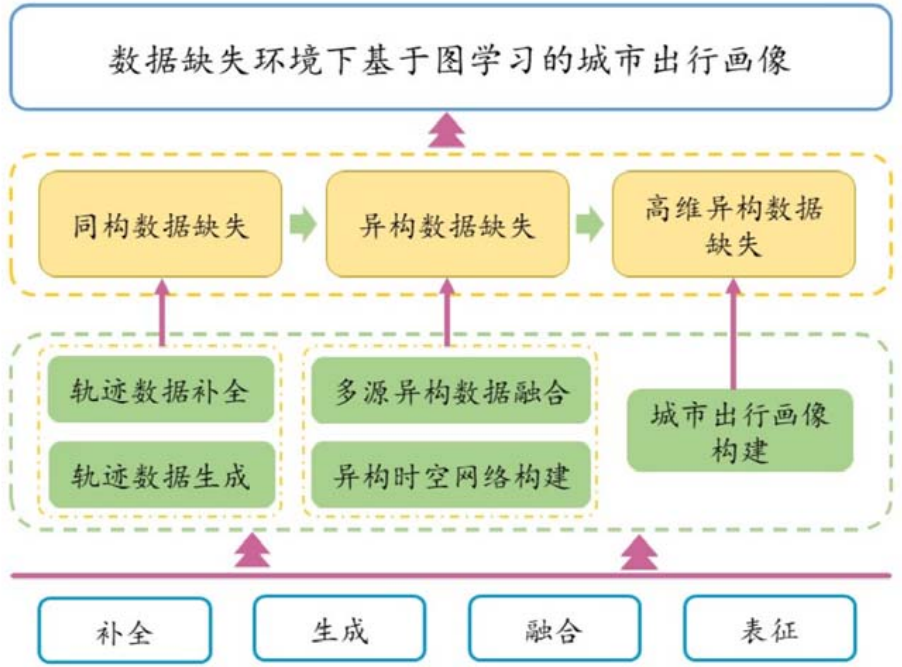 数据缺失环境下基于图学习的城市出行画像
同构数据缺失
异构数据缺失
高维异构数据
缺失
轨迹数据补全
轨迹数据生成
多源异构数据融合
异构时空网络构建
城市出行画像
构建
补全
生成
融合
表征